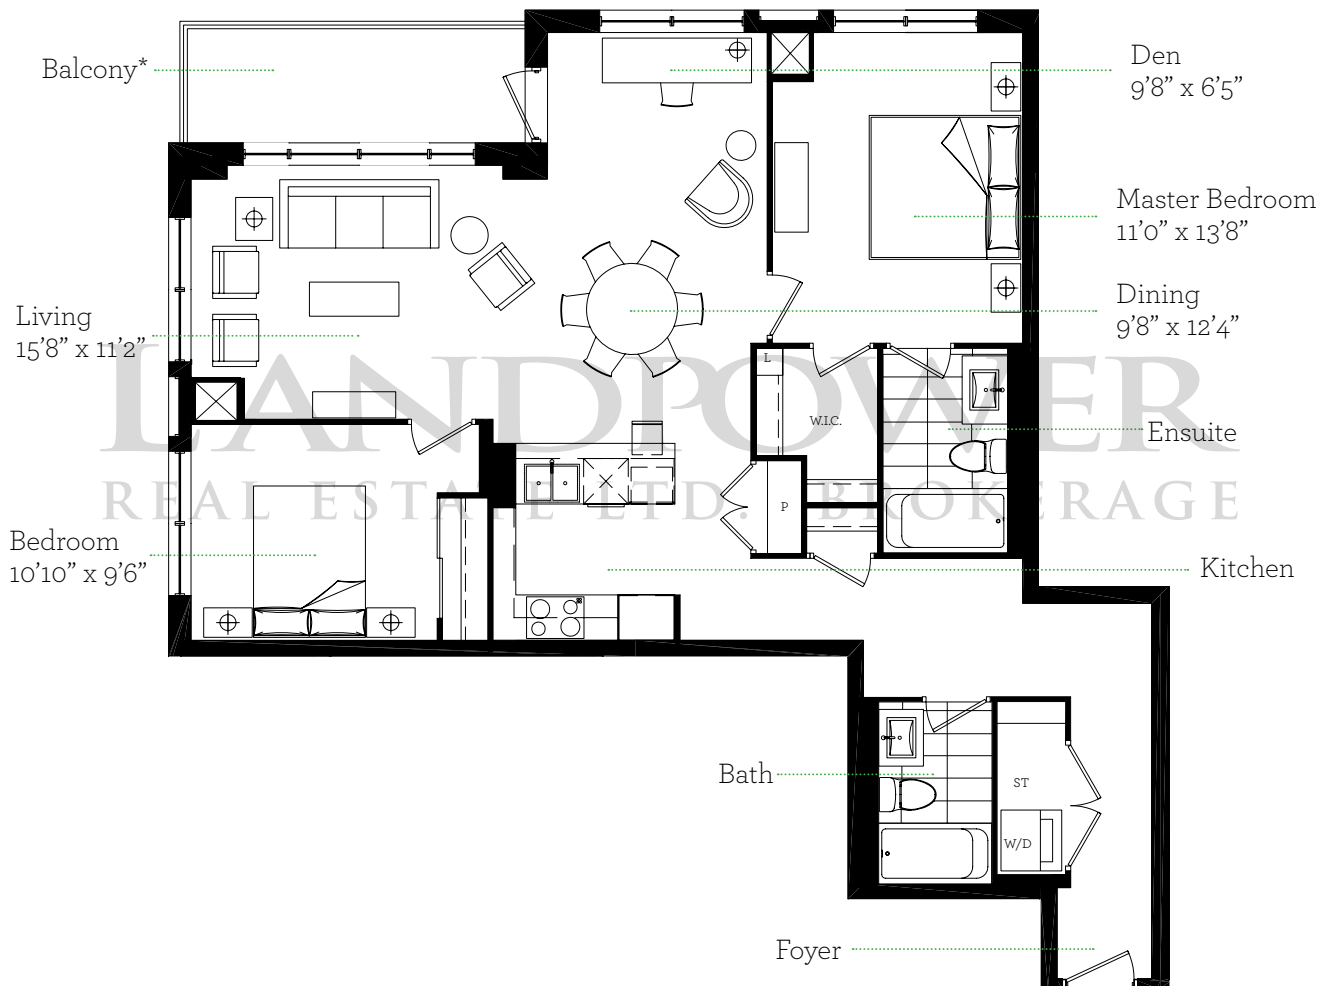 Balcony*
Den
9’8” x 6’5”
Master Bedroom
11’0” x 13’8”
Dining
9’8” x 12’4”
Living
15’8” x 11’2”
LANDPOWER
REAL ESTATE LTD. BROKERAGE
L
W.I.C.
Ensuite
P
Bedroom
10’10” x 9’6”
Kitchen
Bath
ST
W/D
Foyer